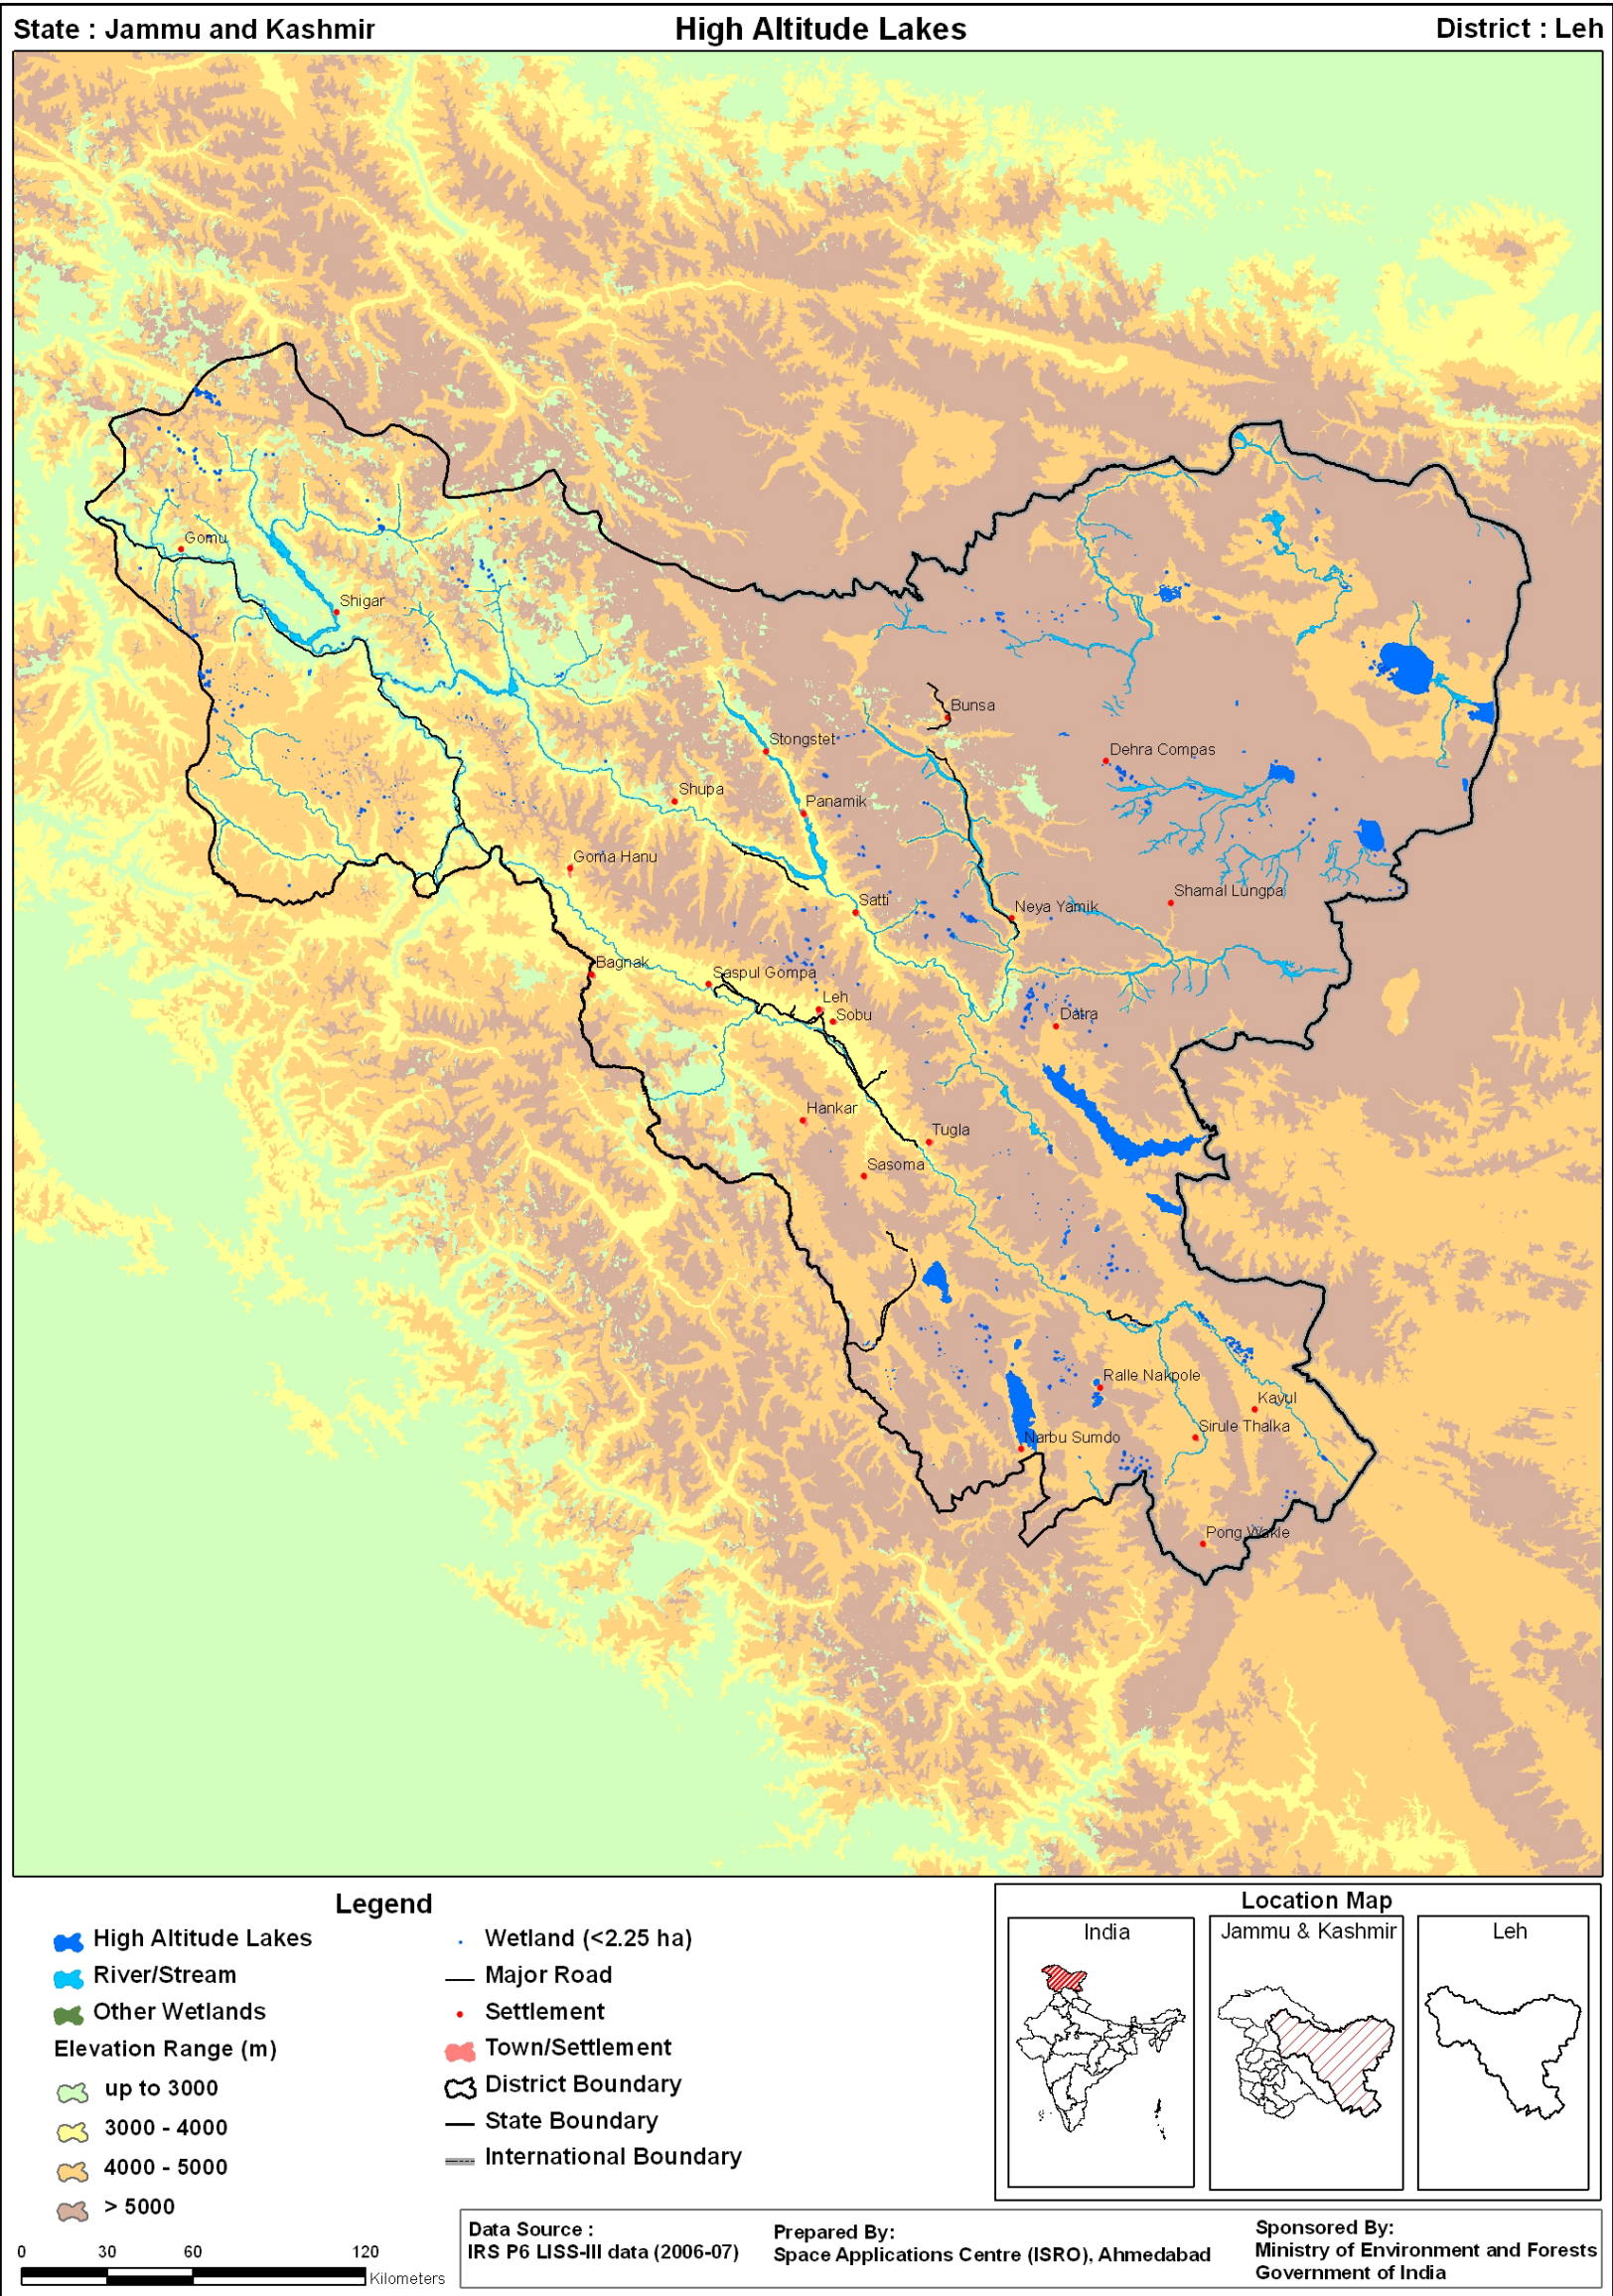 State : Jammu and Kashmir
High Altitude Lakes
District : Leh
Gomu
Shigar
Bunsa
Stongstet
Dehra Compas
Shupa
Panamik
Goma Hanu
Satti
Neya Yamik
Shamal Lungpa
Bagnak
Saspul Gompa
Leh
Sobu
Datra
Hankar
Tugla
Sasoma
Ralle Nakpole
Kayul
Sirule Thalka
Narbu Sumdo
Pong Wakle
Legend
High Altitude Lakes
River/Stream
Other Wetlands
Elevation Range (m)
up to 3000
3000 - 4000
4000 - 5000
> 5000
Wetland (<2.25 ha)
Major Road
Settlement
Town/Settlement
District Boundary
State Boundary
International Boundary
Location Map
India
Jammu & Kashmir
Leh
0 30 60 120
Kilometers
Data Source :
IRS P6 LISS-III data (2006-07)
Prepared By:
Space Applications Centre (ISRO), Ahmedabad
Sponsored By:
Ministry of Environment and Forests
Government of India